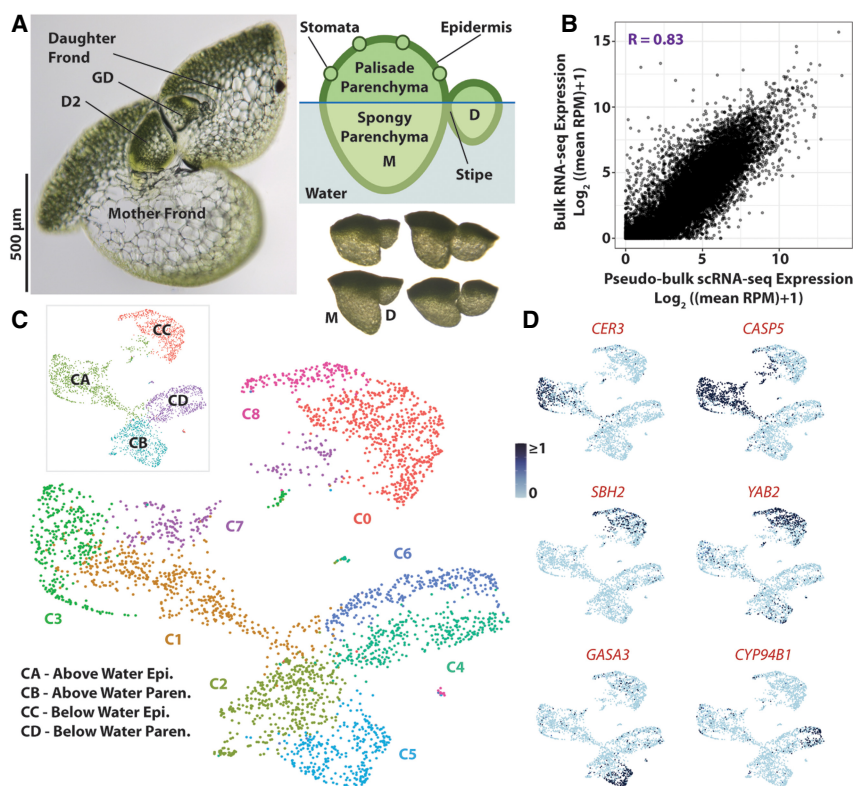 A
Daughter
Frond
GD
D2
Mother Frond
500 μm
Stomata
Epidermis
Palisade
Parenchyma
Spongy
Parenchyma
M
D
Stipe
Water
M
D
B
R = 0.83
15
10
5
0
0
5
10
Bulk RNA-seq Expression
Log2 ((mean RPM)+1)
Pseudo-bulk scRNA-seq Expression
Log2 ((mean RPM)+1)
C
CC
CA
CD
CB
C8
C0
C7
C6
C3
C1
C4
C2
C5
CA - Above Water Epi.
CB - Above Water Paren.
CC - Below Water Epi.
CD - Below Water Paren.
D
CER3
CASP5
≥1
0
SBH2
YAB2
GASA3
CYP94B1